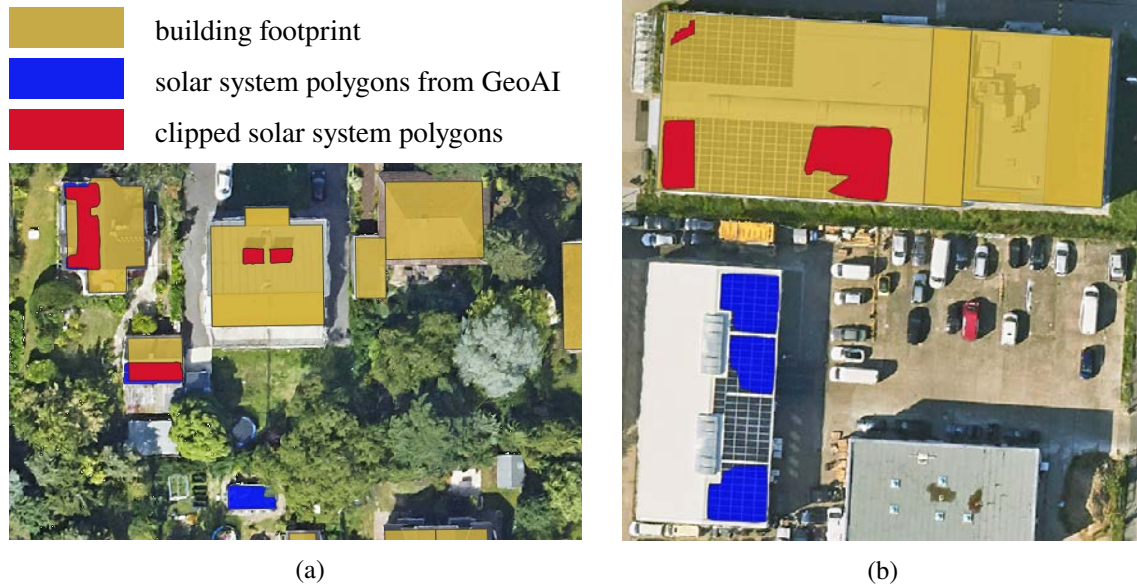 building footprint
solar system polygons from GeoAI
clipped solar system polygons
(a)
(b)